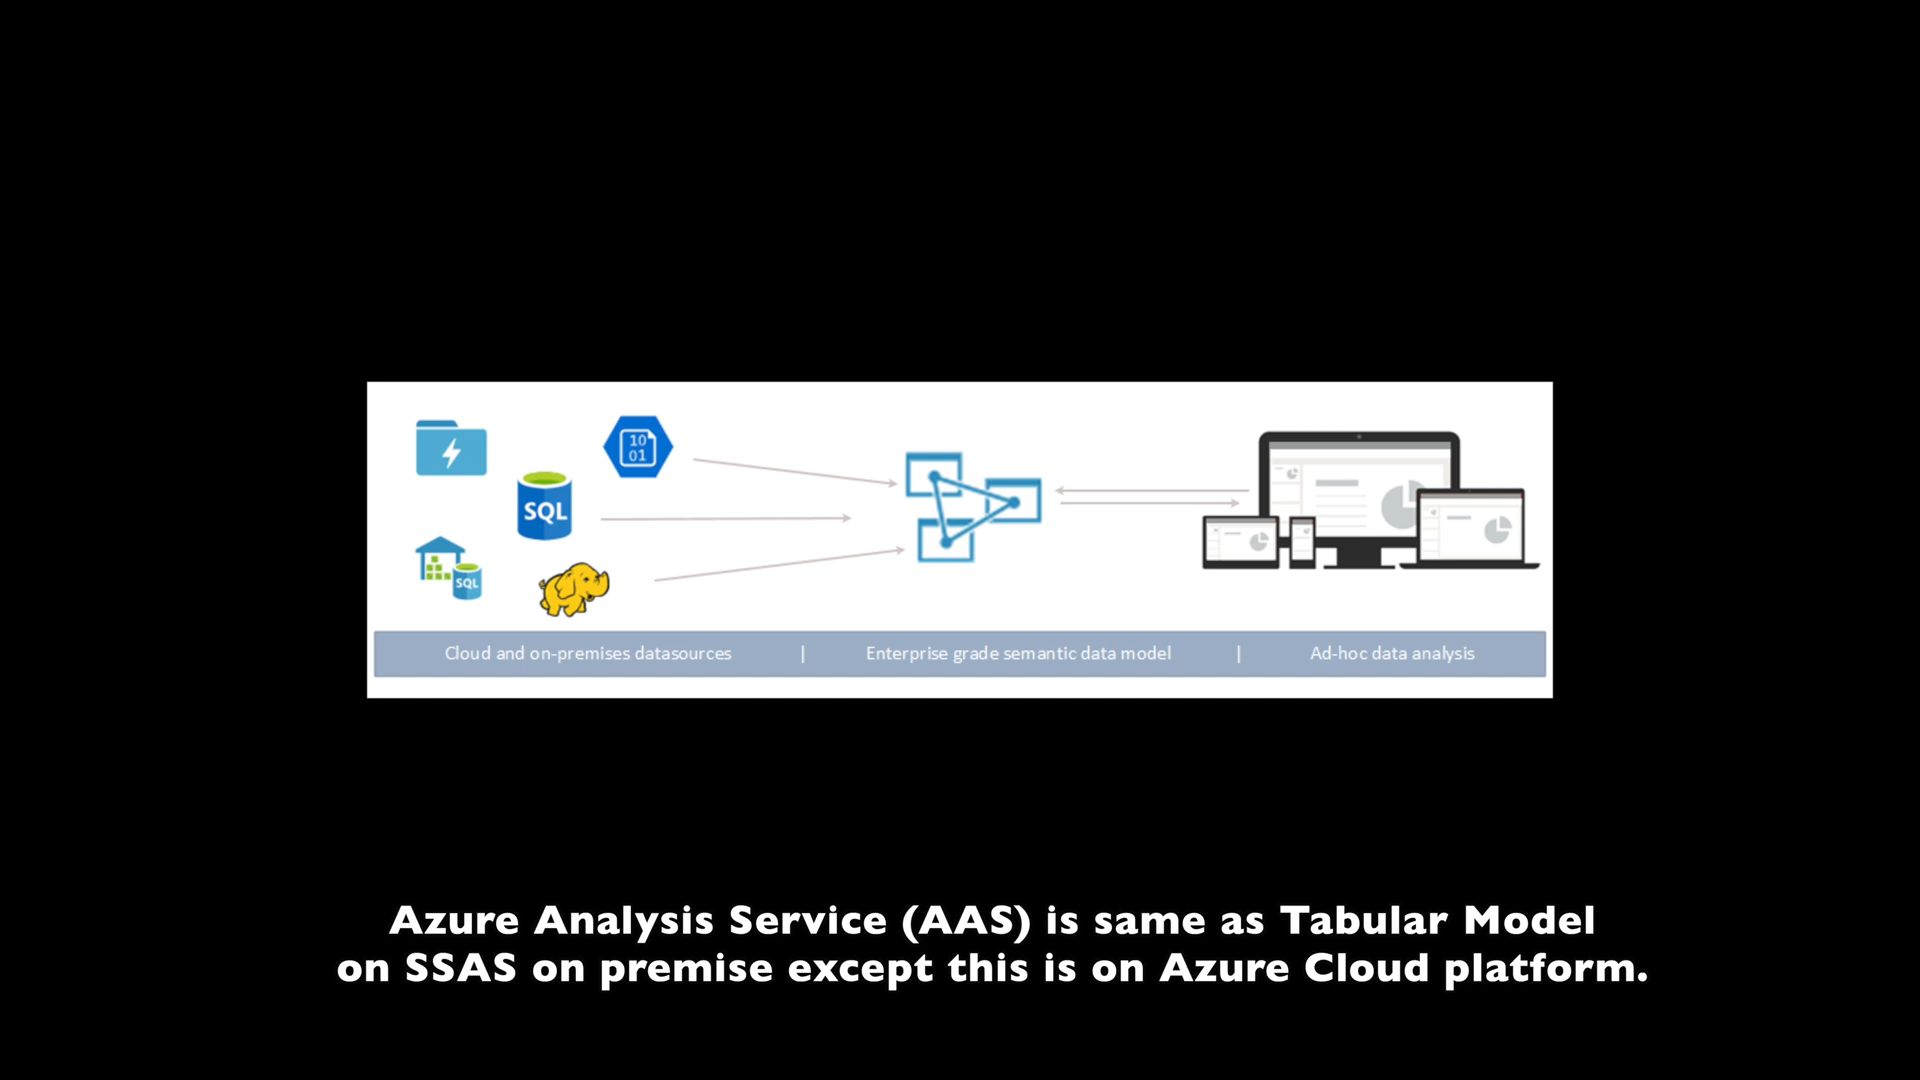 10
01
SQL
SQL
Cloud and on-premises datasources | Enterprise grade semantic data model | Ad-hoc data analysis
Azure Analysis Service (AAS) is same as Tabular Model
on SSAS on premise except this is on Azure Cloud platform.